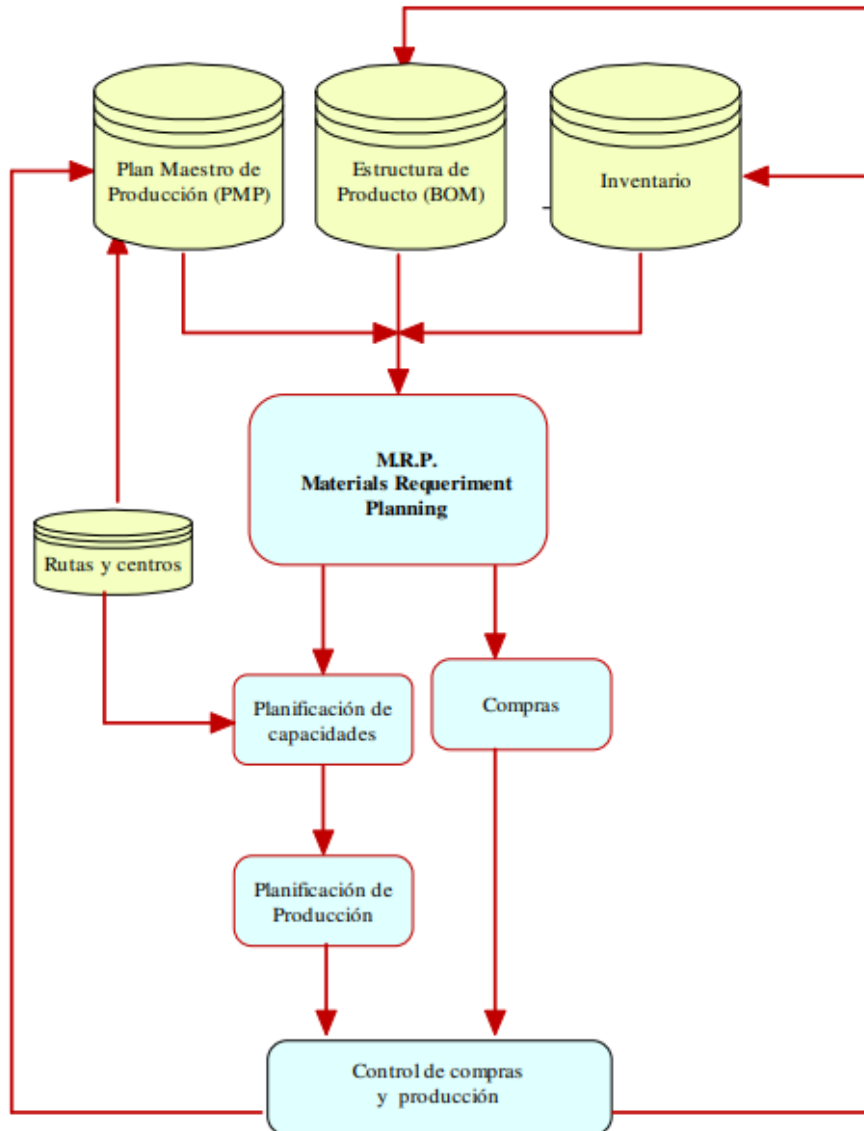 Plan Maestro de
Producción (PMP)
Estructura de
Producto (BOM)
Inventario
M.R.P.
Materials Requeriment
Planning
Rutas y centros
Planificación de
capacidades
Compras
Planificación de
Producción
Control de compras
y producción